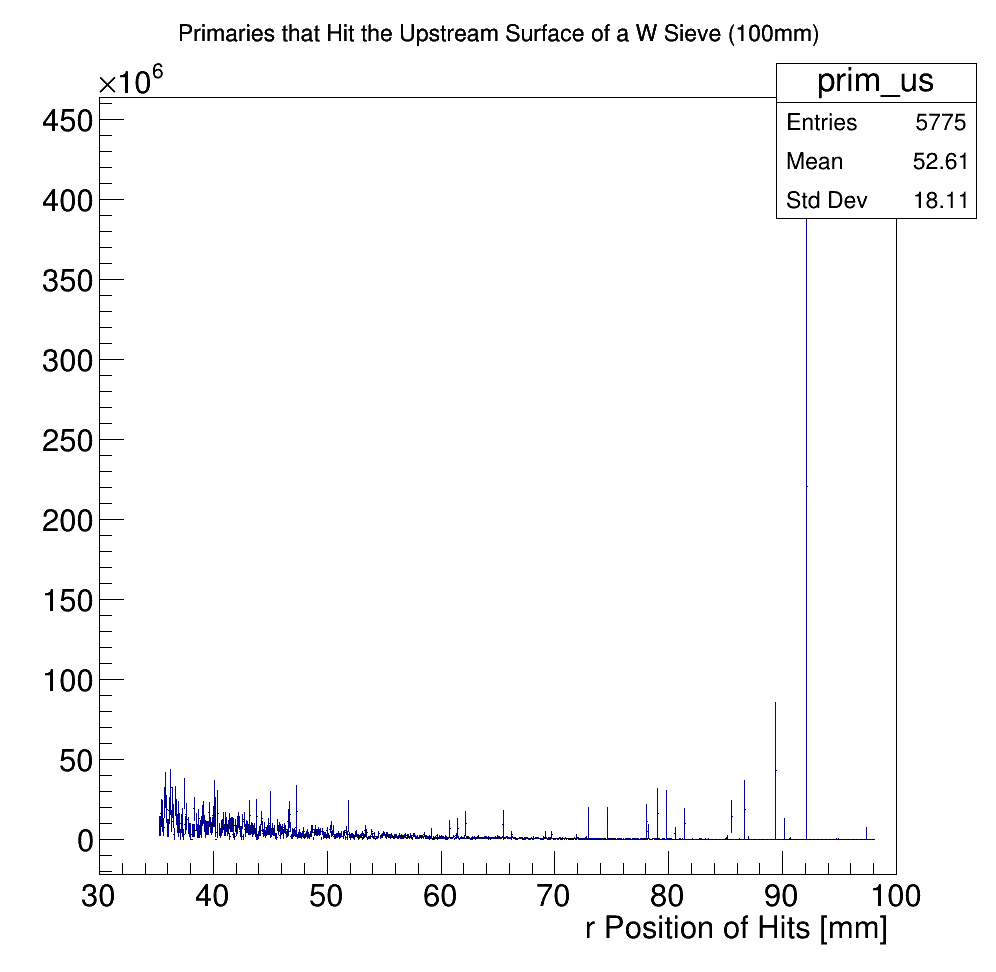 Primaries that Hit the Upstream Surface of a W Sieve (100mm)
×10⁶
prim_us
Entries 5775
Mean 52.61
Std Dev 18.11
450
400
350
300
250
200
150
100
50
0
30 40 50 60 70 80 90 100
r Position of Hits [mm]